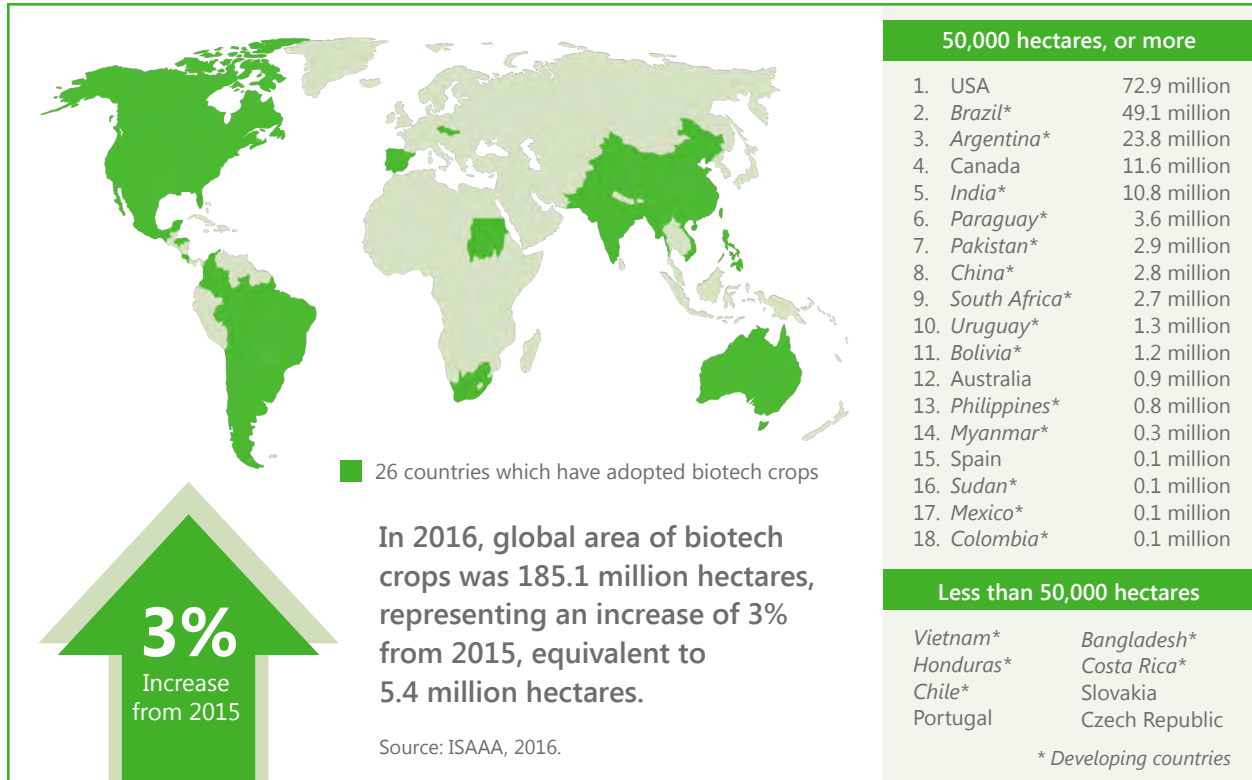 26 countries which have adopted biotech crops
3%
Increase
from 2015
In 2016, global area of biotech
crops was 185.1 million hectares,
representing an increase of 3%
from 2015, equivalent to
5.4 million hectares.
Source: ISAAA, 2016.
50,000 hectares, or more
1. USA 72.9 million
2. Brazil* 49.1 million
3. Argentina* 23.8 million
4. Canada 11.6 million
5. India* 10.8 million
6. Paraguay* 3.6 million
7. Pakistan* 2.9 million
8. China* 2.8 million
9. South Africa* 2.7 million
10. Uruguay* 1.3 million
11. Bolivia* 1.2 million
12. Australia 0.9 million
13. Philippines* 0.8 million
14. Myanmar* 0.3 million
15. Spain 0.1 million
16. Sudan* 0.1 million
17. Mexico* 0.1 million
18. Colombia* 0.1 million
Less than 50,000 hectares
Vietnam* Bangladesh*
Honduras* Costa Rica*
Chile* Slovakia
Portugal Czech Republic
* Developing countries